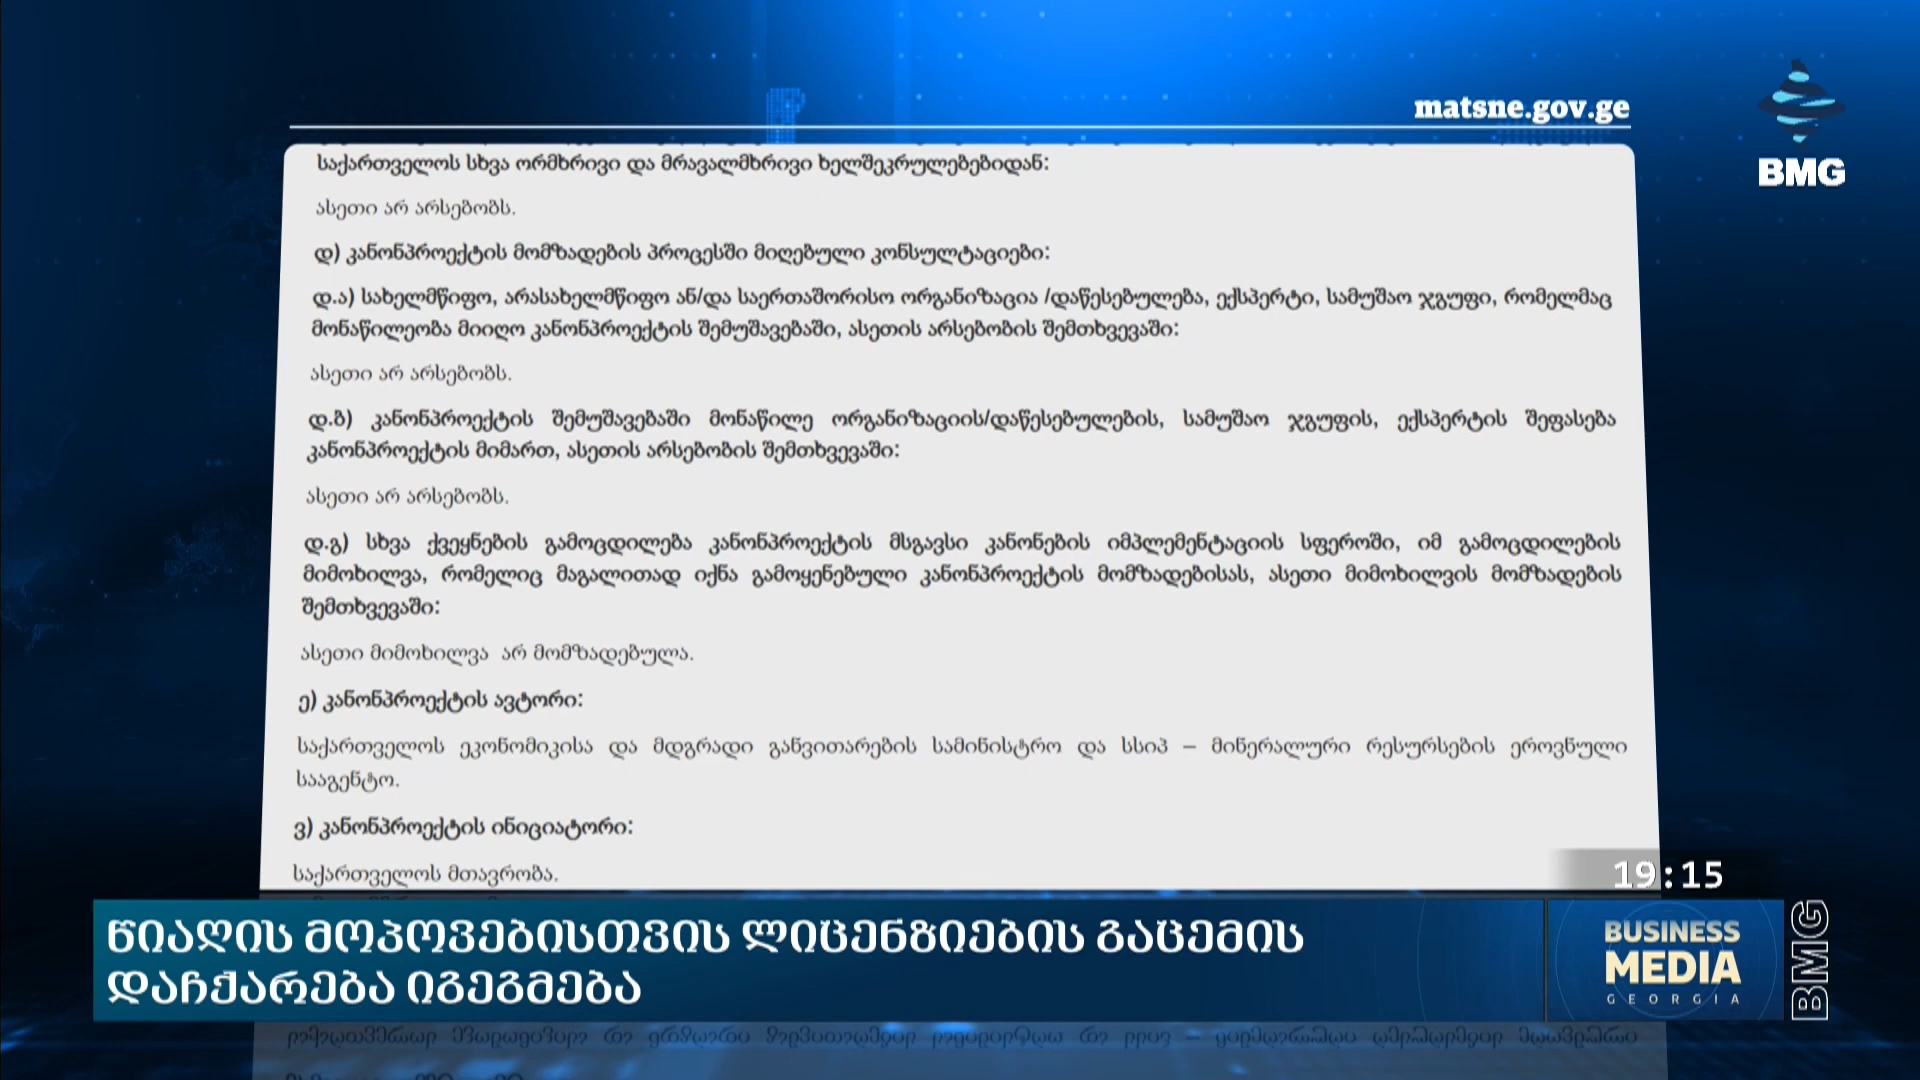 matsne.gov.ge
BMG
საქართველოს სხვა ორმხრივი და მრავალმხრივი ხელშეკრულებებიდან:
ასეთი არ არსებობს.
დ) კანონპროექტის მომზადების პროცესში მიღებული კონსულტაციები:
დ.ა) სახელმწიფო, არასახელმწიფო ან/და საერთაშორისო ორგანიზაცია /დაწესებულება, ექსპერტი, სამუშაო ჯგუფი, რომელმაც
მონაწილეობა მიიღო კანონპროექტის შემუშავებაში, ასეთის არსებობის შემთხვევაში:
ასეთი არ არსებობს.
დ.ბ) კანონპროექტის შემუშავებაში მონაწილე ორგანიზაციის/დაწესებულების, სამუშაო ჯგუფის, ექსპერტის შეფასება
კანონპროექტის მიმართ, ასეთის არსებობის შემთხვევაში:
ასეთი არ არსებობს.
დ.გ) სხვა ქვეყნების გამოცდილება კანონპროექტის მსგავსი კანონების იმპლემენტაციის სფეროში, იმ გამოცდილების
მიმოხილვა, რომელიც მაგალითად იქნა გამოყენებული კანონპროექტის მომზადებისას, ასეთი მიმოხილვის მომზადების
შემთხვევაში:
ასეთი მიმოხილვა არ მომზადებულა.
ე) კანონპროექტის ავტორი:
საქართველოს ეკონომიკისა და მდგრადი განვითარების სამინისტრო და სსიპ – მინერალური რესურსების ეროვნული
სააგენტო.
ვ) კანონპროექტის ინიციატორი:
საქართველოს მთავრობა.
19:15
წიაღის მოპოვებისთვის ლიცენზიების გაცემის
დაჩქარება იგეგმება
BUSINESS
MEDIA
GEORGIA
BMG